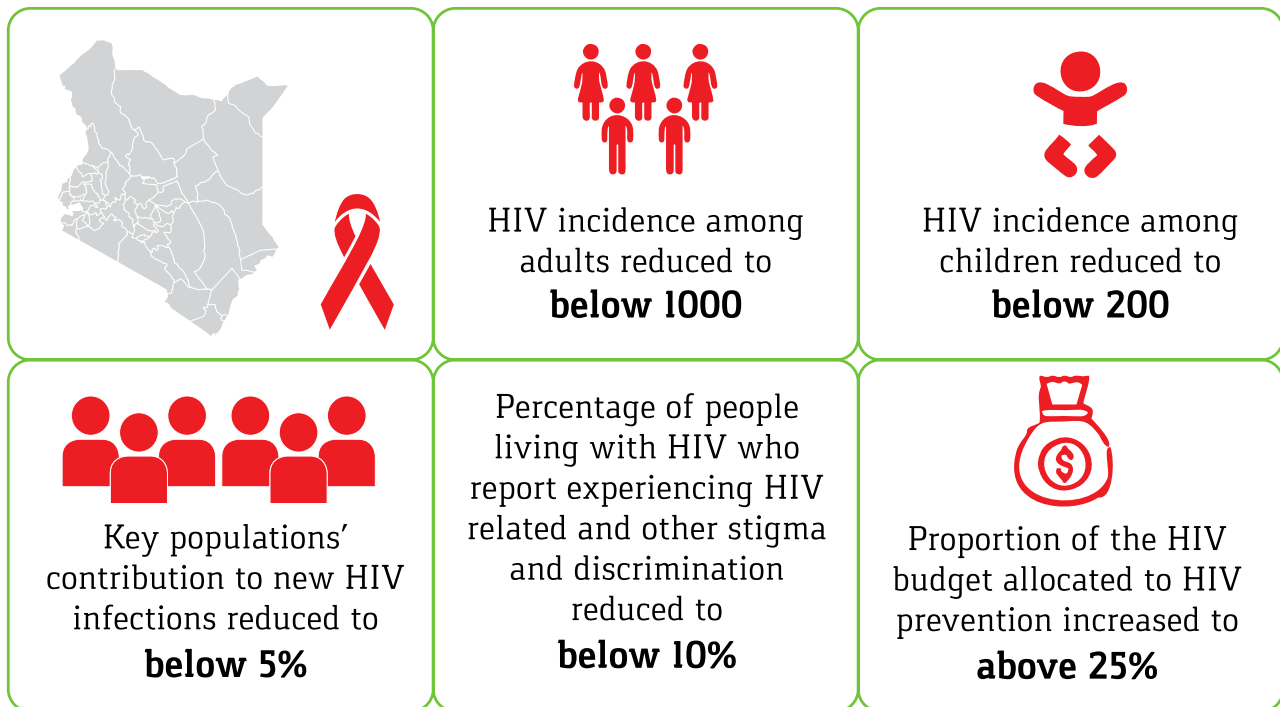 HIV incidence among
adults reduced to
below 1000
HIV incidence among
children reduced to
below 200
Key populations’
contribution to new HIV
infections reduced to
below 5%
Percentage of people
living with HIV who
report experiencing HIV
related and other stigma
and discrimination
reduced to
below 10%
$
Proportion of the HIV
budget allocated to HIV
prevention increased to
above 25%